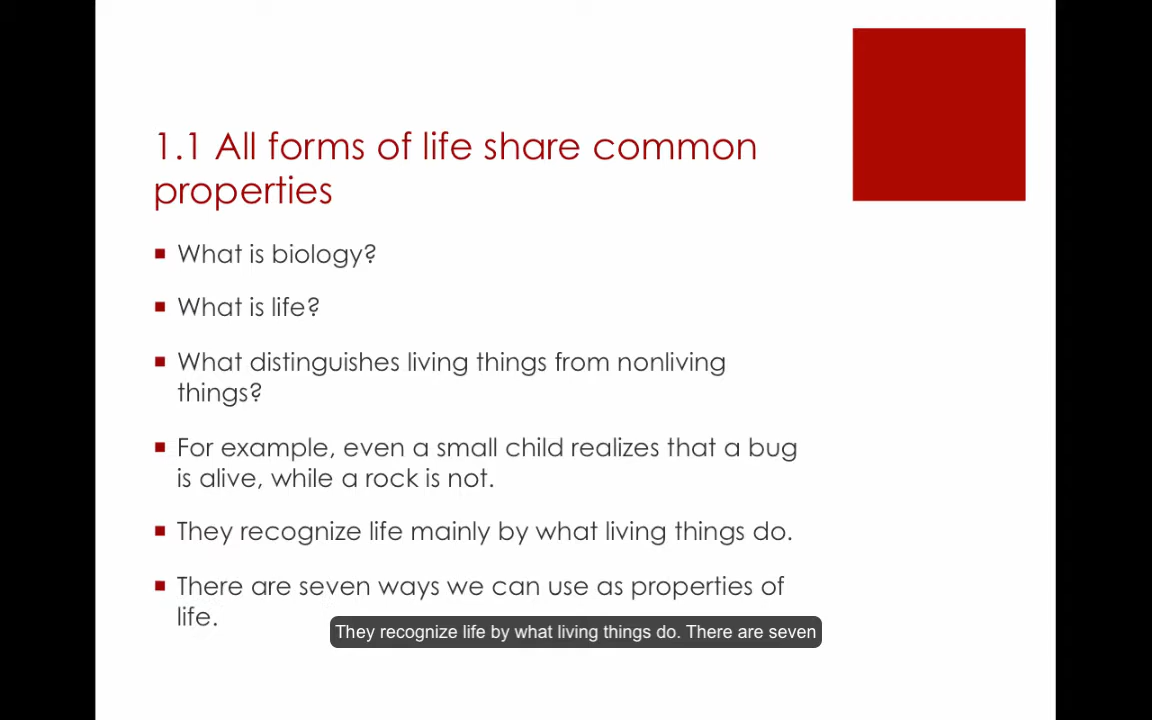 1.1 All forms of life share common
properties
What is biology?
What is life?
What distinguishes living things from nonliving
things?
For example, even a small child realizes that a bug
is alive, while a rock is not.
They recognize life mainly by what living things do.
There are seven ways we can use as properties of
life.
They recognize life by what living things do. There are seven